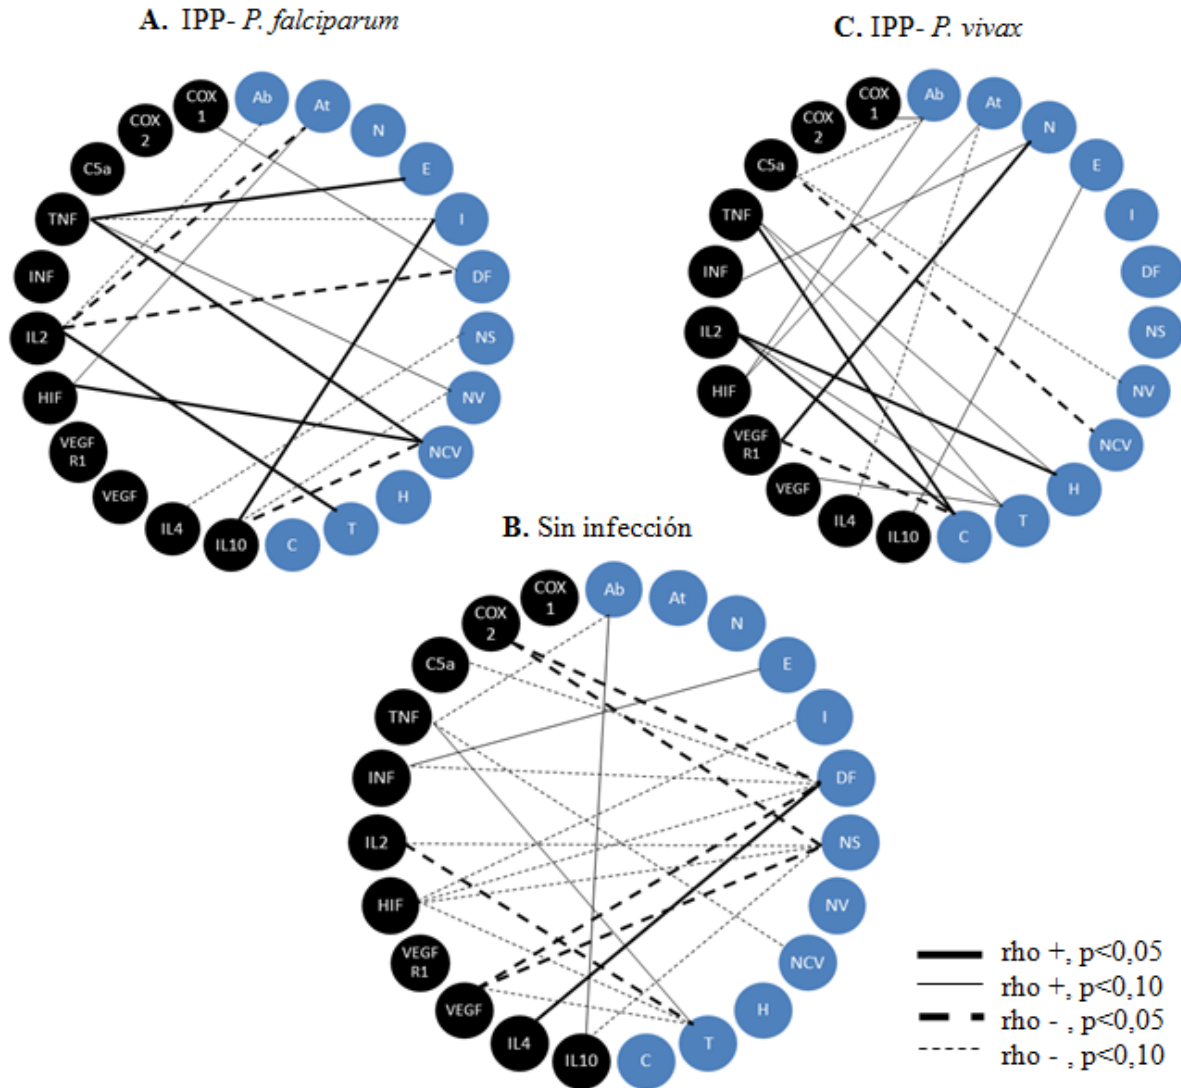 A. IPP- P. falciparum
COX
1
Ab
At
N
E
I
DF
NS
NV
NCV
H
T
C
IL10
IL4
VEGF
VEGF
R1
HIF
IL2
INF
TNF
C5a
COX
2
C. IPP- P. vivax
COX
1
Ab
At
N
E
I
DF
NS
NV
NCV
H
T
C
IL10
IL4
VEGF
VEGF
R1
HIF
IL2
INF
TNF
C5a
COX
2
B. Sin infección
COX
1
Ab
At
N
E
I
DF
NS
NV
NCV
H
T
C
IL10
IL4
VEGF
VEGF
R1
HIF
IL2
INF
TNF
C5a
COX
2
rho +, p<0,05
rho +, p<0,10
rho - , p<0,05
rho - , p<0,10